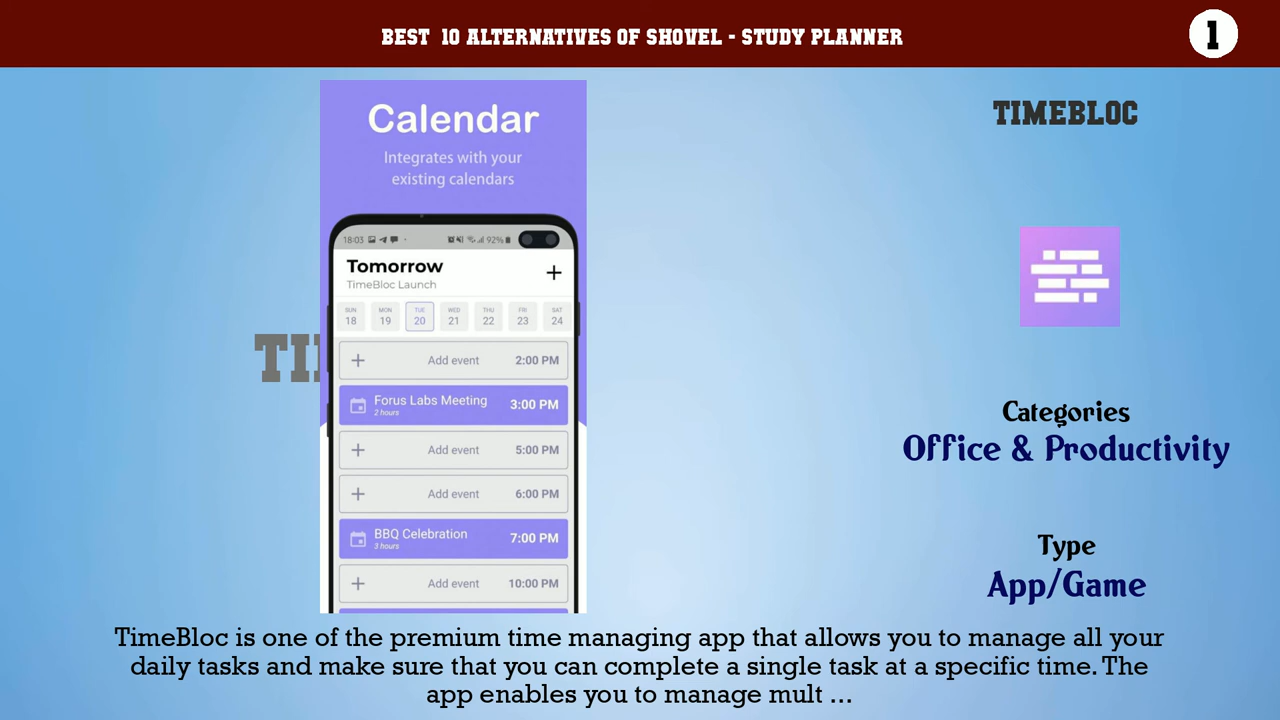 BEST 10 ALTERNATIVES OF SHOVEL - STUDY PLANNER
1
TIMEBLOC
Calendar
Integrates with your
existing calendars
18:03
92%
Tomorrow
+
TimeBloc Launch
SUN MON TUE WED THU FRI SAT
18 19 20 21 22 23 24
+ Add event 2:00 PM
Forus Labs Meeting 3:00 PM
2 hours
+ Add event 5:00 PM
+ Add event 6:00 PM
BBQ Celebration 7:00 PM
3 hours
+ Add event 10:00 PM
Categories
Office & Productivity
Type
App/Game
TimeBloc is one of the premium time managing app that allows you to manage all your
daily tasks and make sure that you can complete a single task at a specific time. The
app enables you to manage mult ...